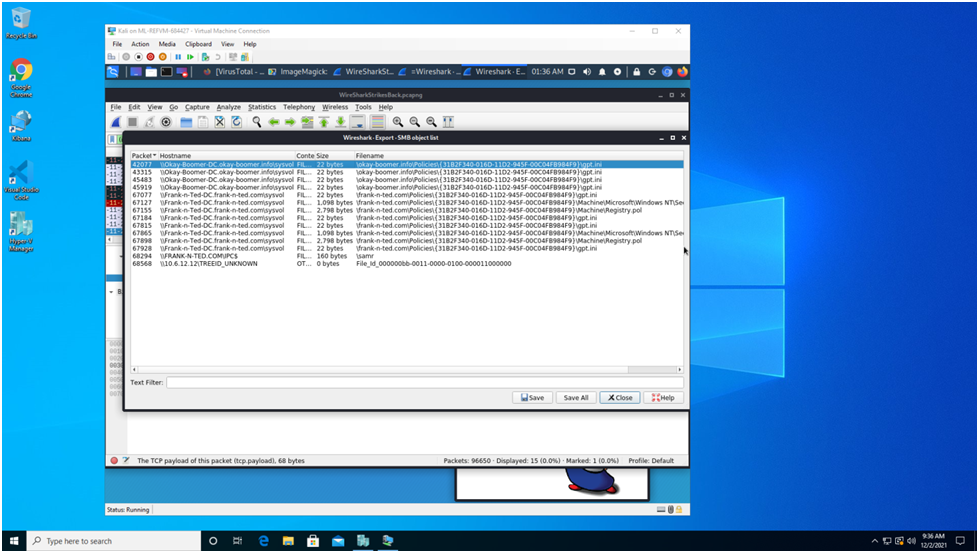 Recycle Bin
Google
Chrome
Kibana
Visual Studio
Code
Hyper-V
Manager
Kali on ML-REFVM-684427 - Virtual Machine Connection
File Action Media Clipboard View Help
[VirusTotal - ... ImageMagick: WireSharkSt... =Wireshark - ... Wireshark · E... 01:36 AM
WireSharkStrikesBack.pcapng
File Edit View Go Capture Analyze Statistics Telephony Wireless Tools Help
Wireshark · Export · SMB object list
Packet Hostname Conte Size Filename
42077 \\Okay-Boomer-DC.okay-boomer.info\sysvol FIL... 22 bytes \okay-boomer.info\Policies\{31B2F340-016D-11D2-945F-00C04FB984F9}\gpt.ini
43315 \\Okay-Boomer-DC.okay-boomer.info\sysvol FIL... 22 bytes \okay-boomer.info\Policies\{31B2F340-016D-11D2-945F-00C04FB984F9}\gpt.ini
45483 \\Okay-Boomer-DC.okay-boomer.info\sysvol FIL... 22 bytes \okay-boomer.info\Policies\{31B2F340-016D-11D2-945F-00C04FB984F9}\gpt.ini
45919 \\Okay-Boomer-DC.okay-boomer.info\sysvol FIL... 22 bytes \okay-boomer.info\Policies\{31B2F340-016D-11D2-945F-00C04FB984F9}\gpt.ini
67077 \\Frank-n-Ted-DC.frank-n-ted.com\sysvol FIL... 22 bytes \frank-n-ted.com\Policies\{31B2F340-016D-11D2-945F-00C04FB984F9}\gpt.ini
67127 \\Frank-n-Ted-DC.frank-n-ted.com\sysvol FIL... 1,098 bytes \frank-n-ted.com\Policies\{31B2F340-016D-11D2-945F-00C04FB984F9}\Machine\Microsoft\Windows NT\Se
67155 \\Frank-n-Ted-DC.frank-n-ted.com\sysvol FIL... 2,798 bytes \frank-n-ted.com\Policies\{31B2F340-016D-11D2-945F-00C04FB984F9}\Machine\Registry.pol
67184 \\Frank-n-Ted-DC.frank-n-ted.com\sysvol FIL... 22 bytes \frank-n-ted.com\Policies\{31B2F340-016D-11D2-945F-00C04FB984F9}\gpt.ini
67815 \\Frank-n-Ted-DC.frank-n-ted.com\sysvol FIL... 22 bytes \frank-n-ted.com\Policies\{31B2F340-016D-11D2-945F-00C04FB984F9}\gpt.ini
67865 \\Frank-n-Ted-DC.frank-n-ted.com\sysvol FIL... 1,098 bytes \frank-n-ted.com\Policies\{31B2F340-016D-11D2-945F-00C04FB984F9}\Machine\Microsoft\Windows NT\Se
67898 \\Frank-n-Ted-DC.frank-n-ted.com\sysvol FIL... 2,798 bytes \frank-n-ted.com\Policies\{31B2F340-016D-11D2-945F-00C04FB984F9}\Machine\Registry.pol
67928 \\Frank-n-Ted-DC.frank-n-ted.com\sysvol FIL... 22 bytes \frank-n-ted.com\Policies\{31B2F340-016D-11D2-945F-00C04FB984F9}\gpt.ini
68294 \\FRANK-N-TED.COM\IPC$ FIL... 160 bytes \samr
68568 \\10.6.12.12\TREEID_UNKNOWN OT... 0 bytes File_Id_000000bb-0011-0000-0100-000011000000
Text Filter:
Save Save All Close Help
The TCP payload of this packet (tcp.payload), 68 bytes Packets: 96650 · Displayed: 15 (0.0%) · Marked: 1 (0.0%) Profile: Default
Status: Running
Type here to search
9:36 AM
12/2/2021